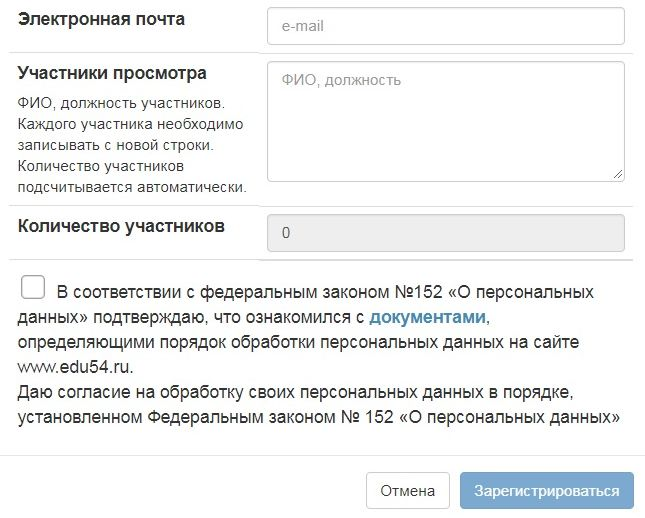 Электронная почта
e-mail
Участники просмотра
ФИО, должность участников.
Каждого участника необходимо
записывать с новой строки.
Количество участников
подсчитывается автоматически.
ФИО, должность
Количество участников
0
В соответствии с федеральным законом №152 «О персональных
данных» подтверждаю, что ознакомился с документами,
определяющими порядок обработки персональных данных на сайте
www.edu54.ru.
Даю согласие на обработку своих персональных данных в порядке,
установленном Федеральным законом № 152 «О персональных данных»
Отмена
Зарегистрироваться